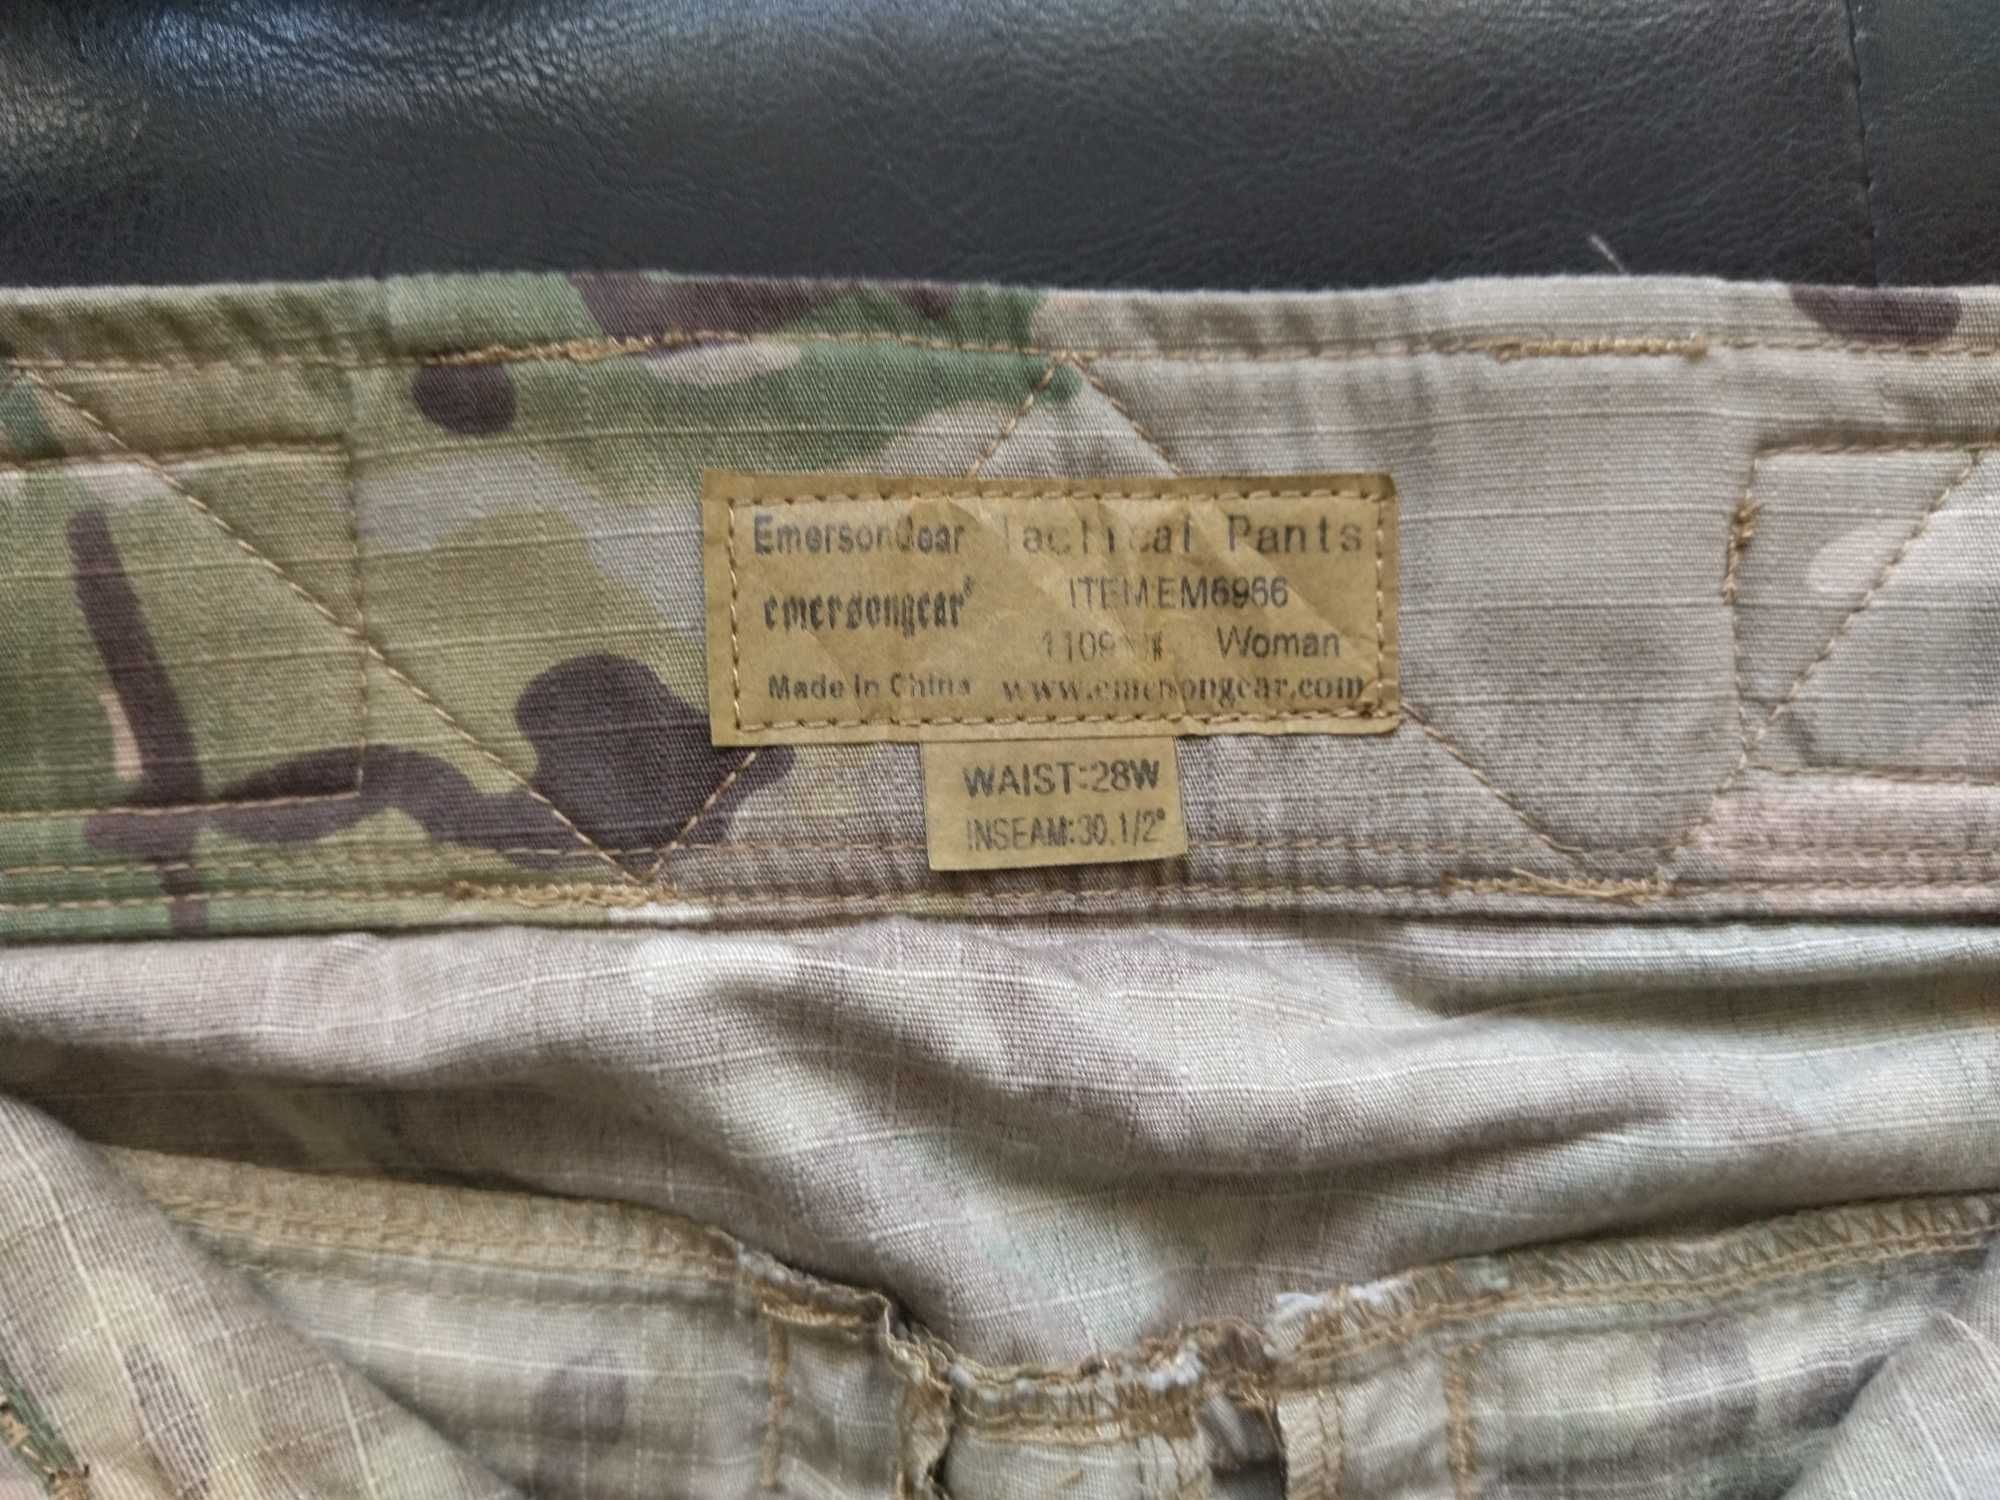 EmersonGear Tactical Pants
emersongear® ITEM:EM6966
Woman
Made In China www.emersongear.com
WAIST:28W
INSEAM:30.1/2"